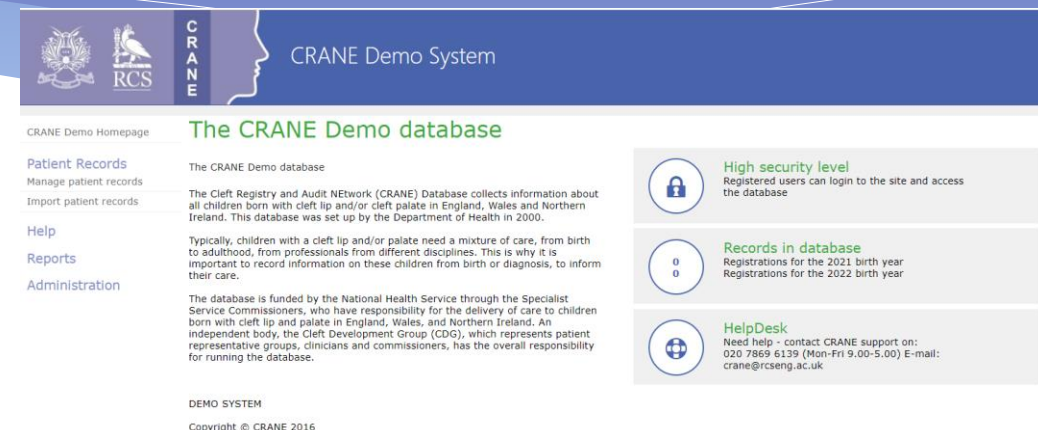 RCS
CRANE
CRANE Demo System
CRANE Demo Homepage
Patient Records
Manage patient records
Import patient records
Help
Reports
Administration
The CRANE Demo database
The CRANE Demo database
The Cleft Registry and Audit NEtwork (CRANE) Database collects information about
all children born with cleft lip and/or cleft palate in England, Wales and Northern
Ireland. This database was set up by the Department of Health in 2000.
Typically, children with a cleft lip and/or palate need a mixture of care, from birth
to adulthood, from professionals from different disciplines. This is why it is
important to record information on these children from birth or diagnosis, to inform
their care.
The database is funded by the National Health Service through the Specialist
Service Commissioners, who have responsibility for the delivery of care to children
born with cleft lip and palate in England, Wales, and Northern Ireland. An
independent body, the Cleft Development Group (CDG), which represents patient
representative groups, clinicians and commissioners, has the overall responsibility
for running the database.
DEMO SYSTEM
Copyright © CRANE 2016
High security level
Registered users can login to the site and access
the database
0
0
Records in database
Registrations for the 2021 birth year
Registrations for the 2022 birth year
HelpDesk
Need help - contact CRANE support on:
020 7869 6139 (Mon-Fri 9.00-5.00) E-mail:
crane@rcseng.ac.uk